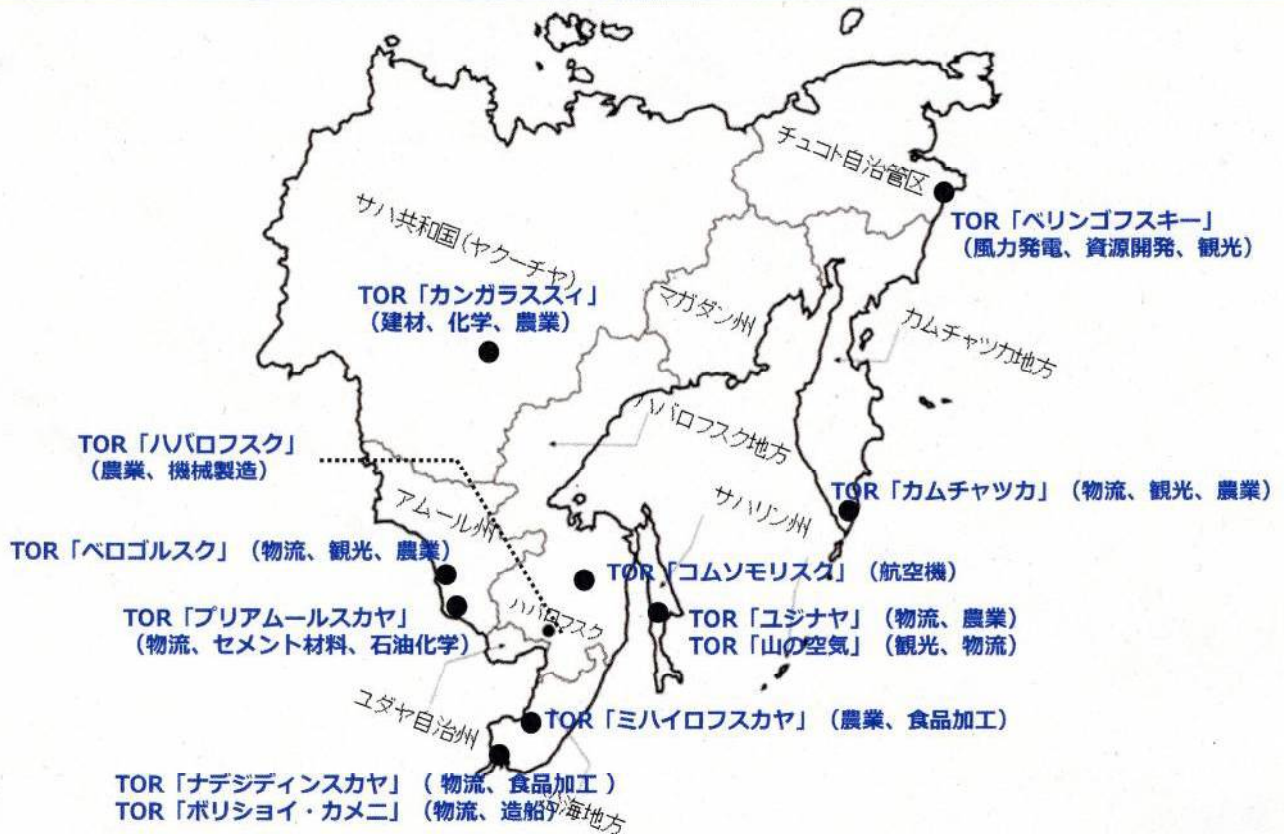 チュコト自治管区
TOR「ベリンゴフスキー」
（風力発電、資源開発、観光）
サハ共和国(ヤクーチャ)
TOR「カンガラススィ」
（建材、化学、農業）
マガダン州
カムチャツカ地方
ハバロフスク地方
TOR「ハバロフスク」
（農業、機械製造）
サハリン州
TOR「カムチャツカ」（物流、観光、農業）
アムール州
TOR「ベロゴルスク」（物流、観光、農業）
TOR「コムソモリスク」（航空機）
TOR「プリアムールスカヤ」
（物流、セメント材料、石油化学）
ハバロフスク
TOR「ユジナヤ」（物流、農業）
TOR「山の空気」（観光、物流）
ユダヤ自治州
TOR「ミハイロフスカヤ」（農業、食品加工）
TOR「ナデジディンスカヤ」（ 物流、食品加工 ）
TOR「ボリショイ・カメニ」（物流、造船）
沿海地方